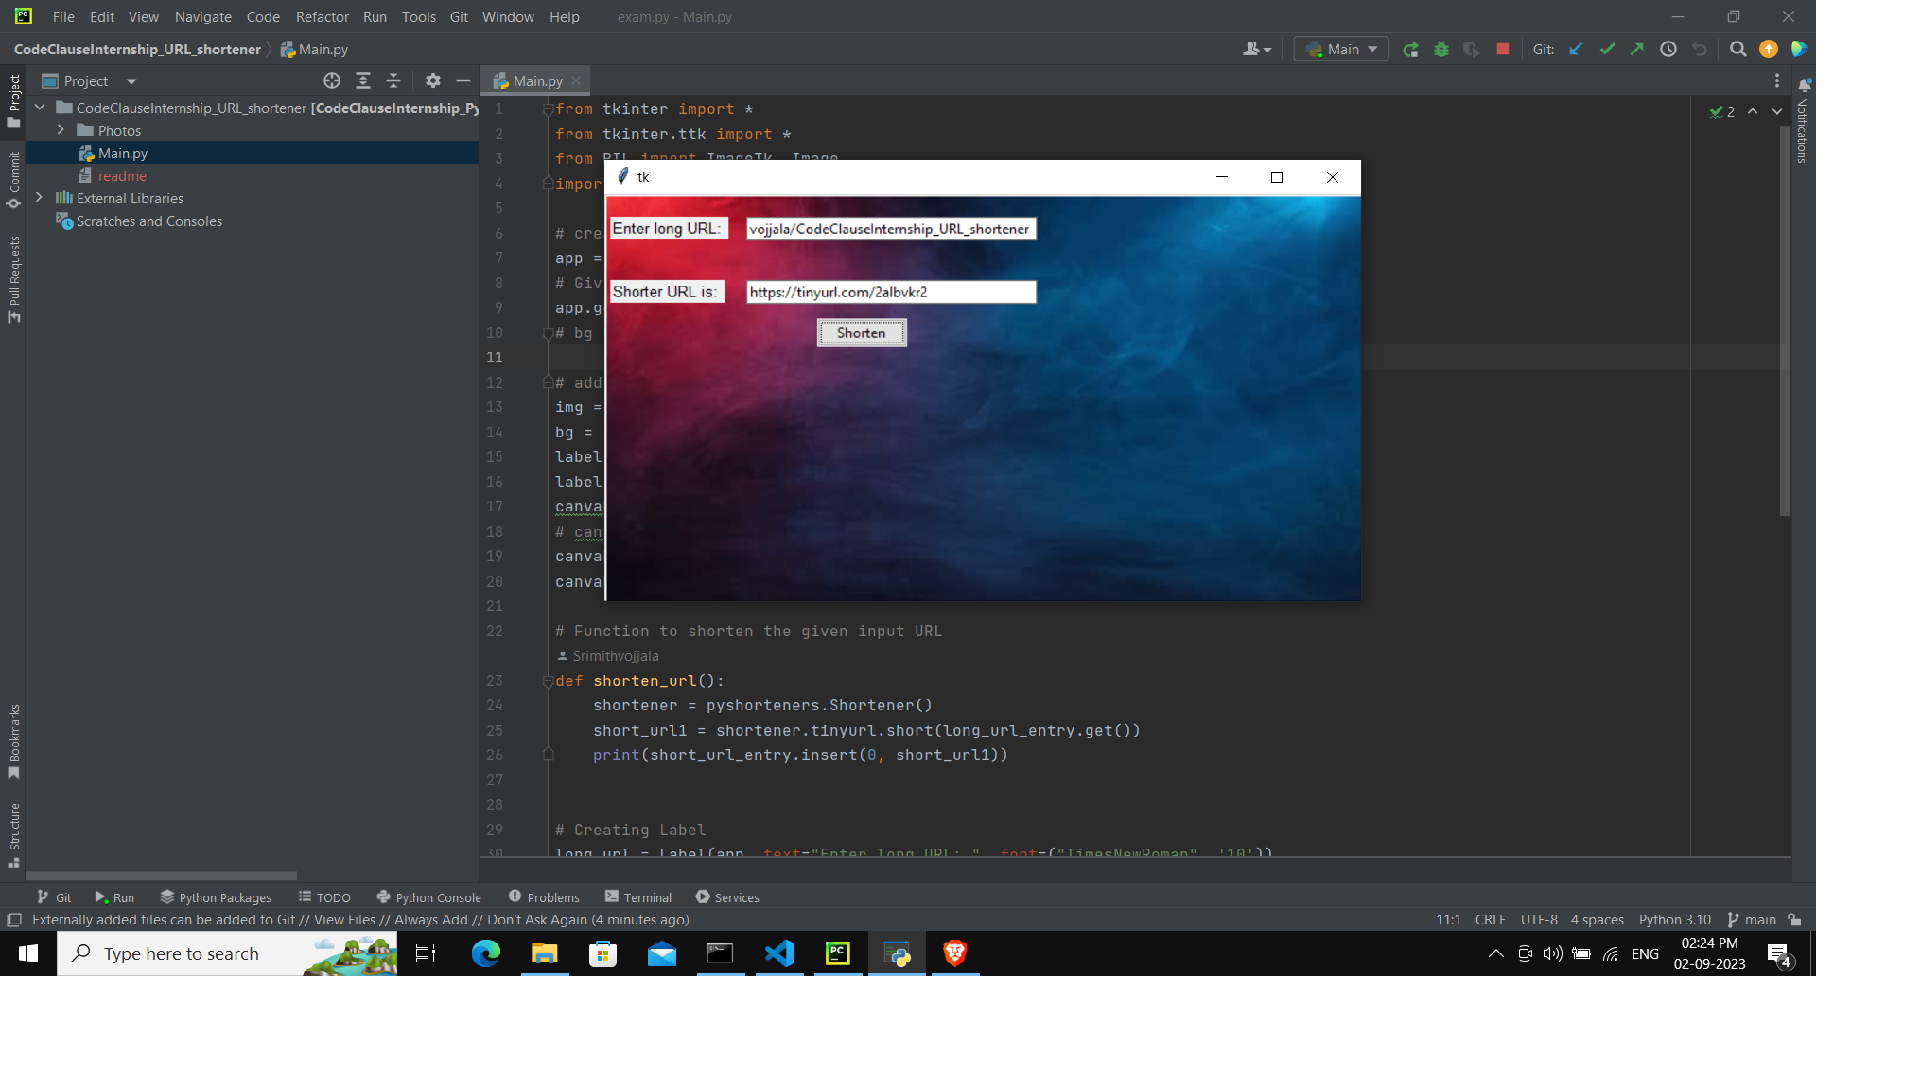 File Edit View Navigate Code Refactor Run Tools Git Window Help exam.py - Main.py
CodeClauseInternship_URL_shortener Main.py Main Git:
Project Main.py
CodeClauseInternship_URL_shortener [CodeClauseInternship_Py
Photos
Main.py
readme
External Libraries
Scratches and Consoles
Project
Commit
Pull Requests
Bookmarks
Structure
Notifications
2
1 from tkinter import *
2 from tkinter.ttk import *
3 from PIL import ImageTk, Image
4 impor
5
6 # cre
7 app =
8 # Giv
9 app.g
10 # bg
11
12 # add
13 img =
14 bg =
15 label
16 label
17 canva
18 # can
19 canva
20 canva
21
22 # Function to shorten the given input URL
Srimithvojjala
23 def shorten_url():
24 shortener = pyshorteners.Shortener()
25 short_url1 = shortener.tinyurl.short(long_url_entry.get())
26 print(short_url_entry.insert(0, short_url1))
27
28
29 # Creating Label
30 long_url = Label(app, text="Enter long URL: ", font=("TimesNewRoman", '10'))
tk
Enter long URL: vojjala/CodeClauseInternship_URL_shortener
Shorter URL is: https://tinyurl.com/2albvkr2
Shorten
Git Run Python Packages TODO Python Console Problems Terminal Services
Externally added files can be added to Git // View Files // Always Add // Don't Ask Again (4 minutes ago) 11:1 CRLF UTF-8 4 spaces Python 3.10 main
Type here to search ENG 02:24 PM
02-09-2023 4